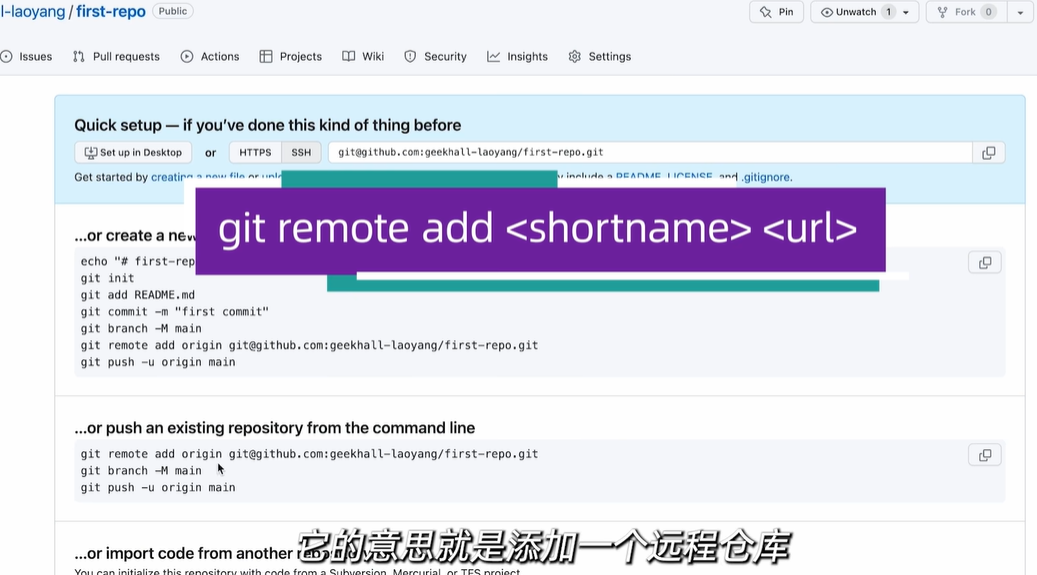 l-laoyang / first-repo Public
Pin Unwatch 1 Fork 0
Issues Pull requests Actions Projects Wiki Security Insights Settings
Quick setup — if you've done this kind of thing before
Set up in Desktop or HTTPS SSH git@github.com:geekhall-laoyang/first-repo.git
Get started by creating a new file or include a README, LICENSE, and .gitignore.
git remote add <shortname> <url>
...or create a new
echo "# first-rep
git init
git add README.md
git commit -m "first commit"
git branch -M main
git remote add origin git@github.com:geekhall-laoyang/first-repo.git
git push -u origin main
...or push an existing repository from the command line
git remote add origin git@github.com:geekhall-laoyang/first-repo.git
git branch -M main
git push -u origin main
它的意思就是添加一个远程仓库
...or import code from another
You can initialize this repository with code from a Subversion, Mercurial, or TFS project.